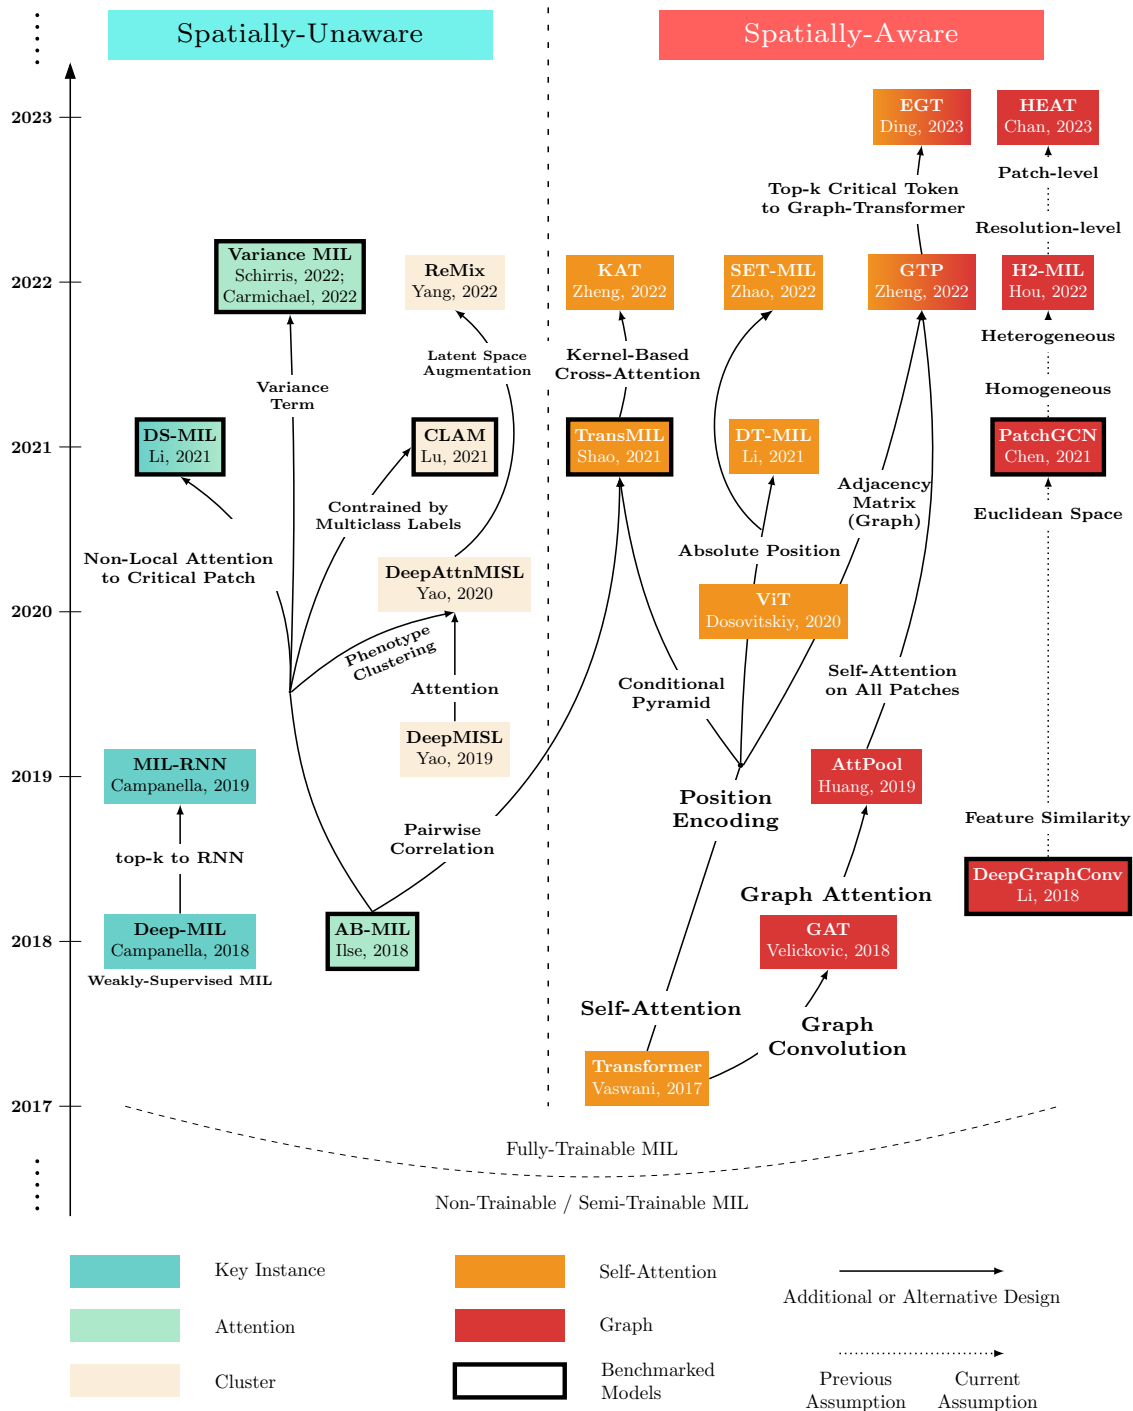 Spatially-Unaware
Spatially-Aware
2023
EGT
Ding, 2023
HEAT
Chan, 2023
Patch-level
Top-k Critical Token
to Graph-Transformer
Resolution-level
2022
Variance MIL
Schirris, 2022;
Carmichael, 2022
ReMix
Yang, 2022
KAT
Zheng, 2022
SET-MIL
Zhao, 2022
GTP
Zheng, 2022
H2-MIL
Hou, 2022
Heterogeneous
Latent Space
Augmentation
Kernel-Based
Cross-Attention
Variance
Term
Homogeneous
2021
DS-MIL
Li, 2021
CLAM
Lu, 2021
TransMIL
Shao, 2021
DT-MIL
Li, 2021
PatchGCN
Chen, 2021
Adjacency
Matrix
(Graph)
Contrained by
Multiclass Labels
Euclidean Space
Non-Local Attention
to Critical Patch
Absolute Position
2020
DeepAttnMISL
Yao, 2020
ViT
Dosovitskiy, 2020
Phenotype
Clustering
Attention
Conditional
Pyramid
Self-Attention
on All Patches
2019
MIL-RNN
Campanella, 2019
DeepMISL
Yao, 2019
AttPool
Huang, 2019
Position
Encoding
Feature Similarity
top-k to RNN
Pairwise
Correlation
DeepGraphConv
Li, 2018
Graph Attention
2018
Deep-MIL
Campanella, 2018
Weakly-Supervised MIL
AB-MIL
Ilse, 2018
GAT
Velickovic, 2018
Self-Attention
Graph
Convolution
Transformer
Vaswani, 2017
2017
Fully-Trainable MIL
Non-Trainable / Semi-Trainable MIL
Key Instance
Self-Attention
Additional or Alternative Design
Attention
Graph
Cluster
Benchmarked
Models
Previous
Assumption
Current
Assumption